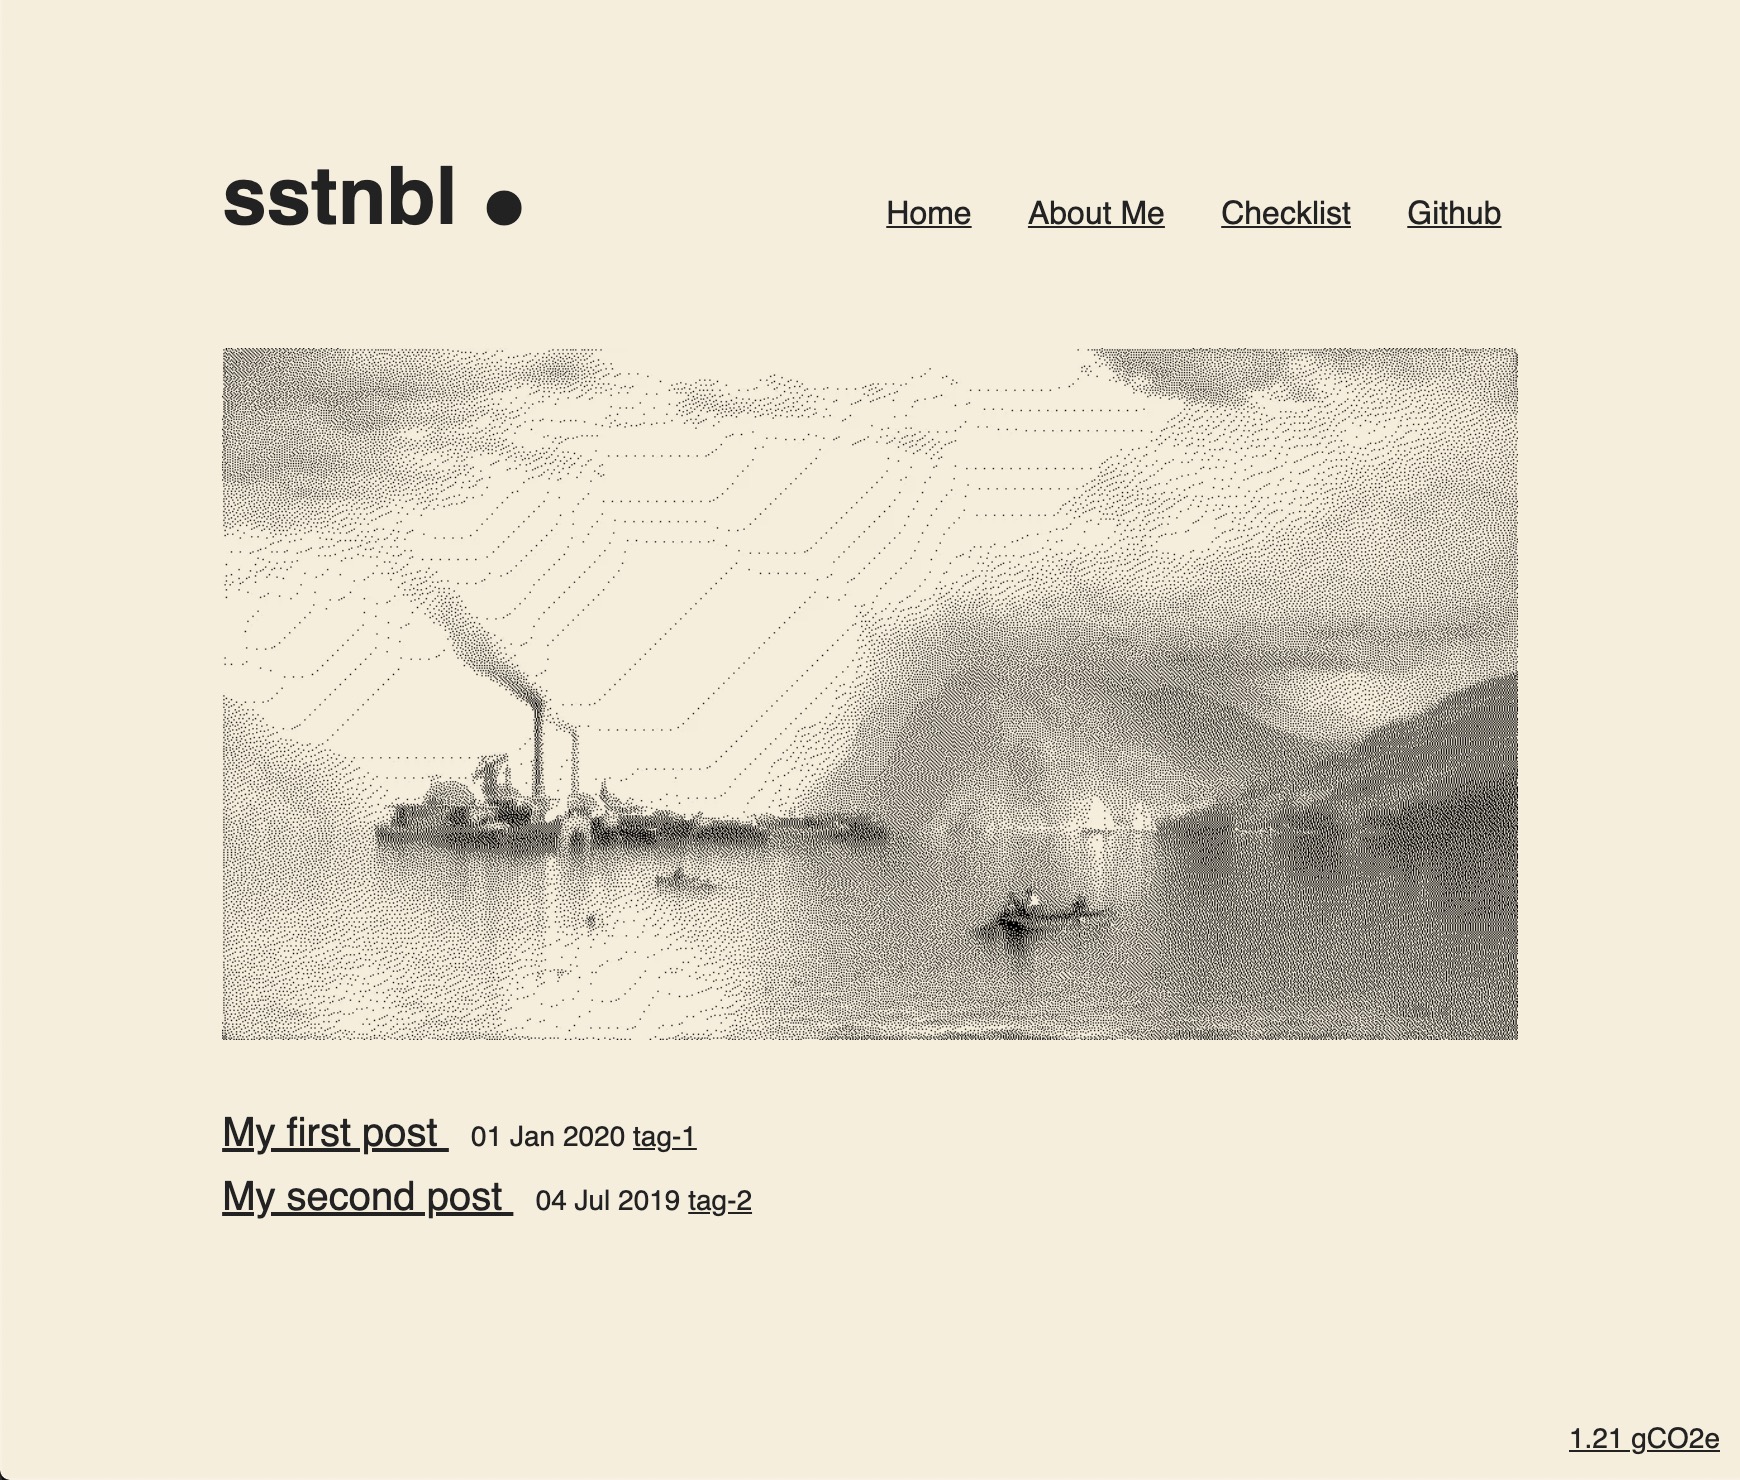 sstnbl ●
Home About Me Checklist Github
My first post 01 Jan 2020 tag-1
My second post 04 Jul 2019 tag-2
1.21 gCO2e